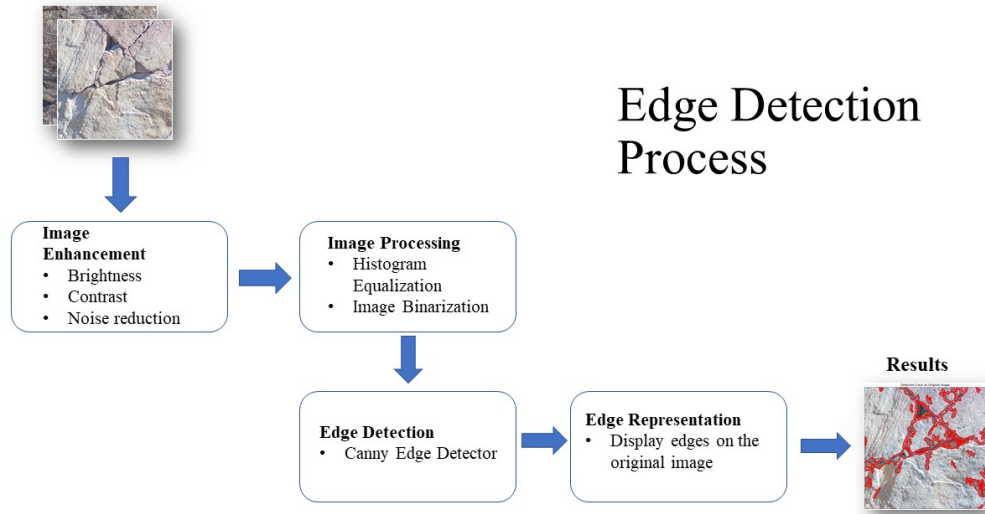 Edge Detection
Process
Image
Enhancement
• Brightness
• Contrast
• Noise reduction
Image Processing
• Histogram
Equalization
• Image Binarization
Edge Detection
• Canny Edge Detector
Edge Representation
• Display edges on the
original image
Results